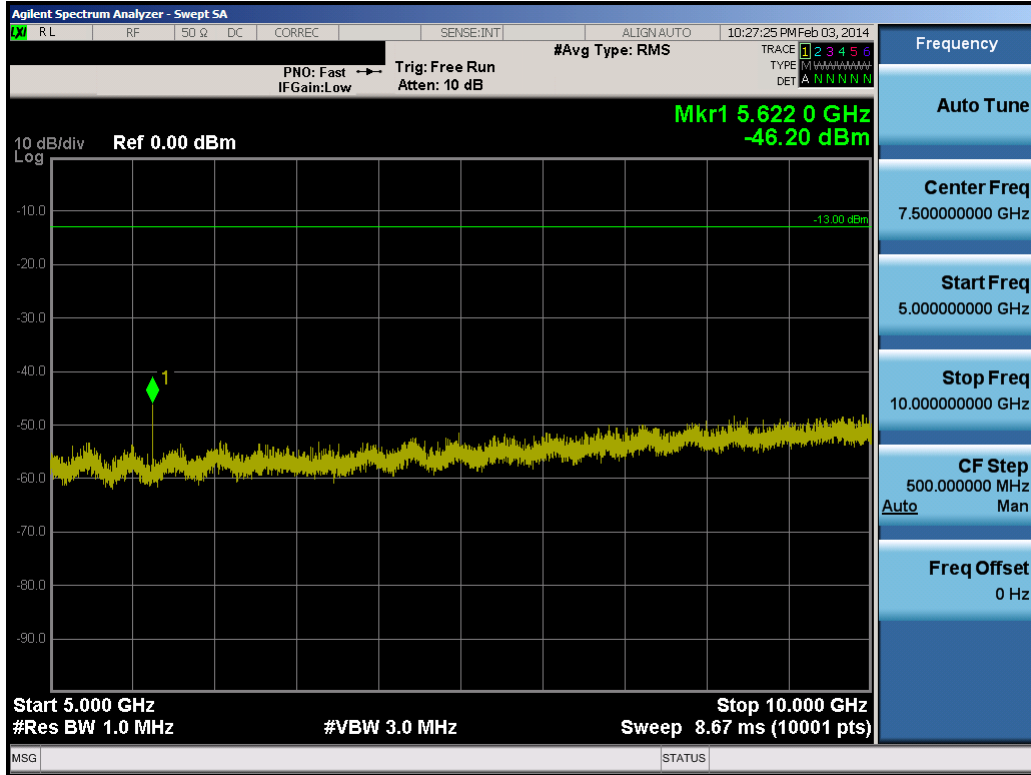 Agilent Spectrum Analyzer - Swept SA
LXI RL RF 50 Ω DC CORREC SENSE:INT ALIGN AUTO 10:27:25 PM Feb 03, 2014
#Avg Type: RMS
TRACE 1 2 3 4 5 6
PNO: Fast Trig: Free Run
TYPE M WWWWW
IFGain:Low Atten: 10 dB
DET A N N N N N
Mkr1 5.622 0 GHz
-46.20 dBm
10 dB/div Ref 0.00 dBm
Log
-10.0
-13.00 dBm
-20.0
-30.0
-40.0
1
-50.0
-60.0
-70.0
-80.0
-90.0
Start 5.000 GHz Stop 10.000 GHz
#Res BW 1.0 MHz #VBW 3.0 MHz Sweep 8.67 ms (10001 pts)
MSG STATUS
Frequency
Auto Tune
Center Freq
7.500000000 GHz
Start Freq
5.000000000 GHz
Stop Freq
10.000000000 GHz
CF Step
500.000000 MHz
Auto Man
Freq Offset
0 Hz